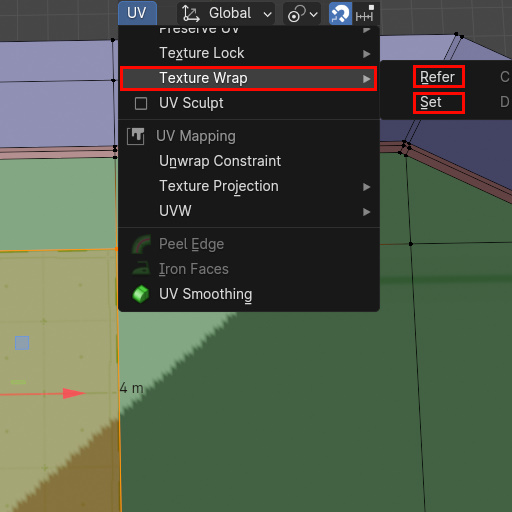 UV Global
Preserve UV
Texture Lock
Texture Wrap
UV Sculpt
UV Mapping
Unwrap Constraint
Texture Projection
UVW
Peel Edge
Iron Faces
UV Smoothing
Refer C
Set D
4 m